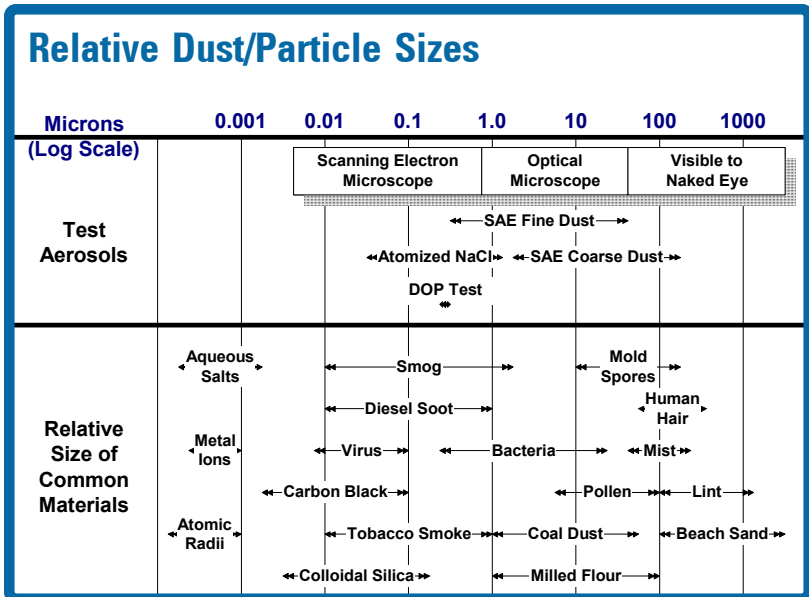 Relative Dust/Particle Sizes
Microns
(Log Scale)
0.001 0.01 0.1 1.0 10 100 1000
Scanning Electron
Microscope
Optical
Microscope
Visible to
Naked Eye
Test
Aerosols
SAE Fine Dust
Atomized NaCl
SAE Coarse Dust
DOP Test
Relative
Size of
Common
Materials
Aqueous
Salts
Smog
Mold
Spores
Diesel Soot
Human
Hair
Metal
Ions
Virus
Bacteria
Mist
Carbon Black
Pollen
Lint
Atomic
Radii
Tobacco Smoke
Coal Dust
Beach Sand
Colloidal Silica
Milled Flour